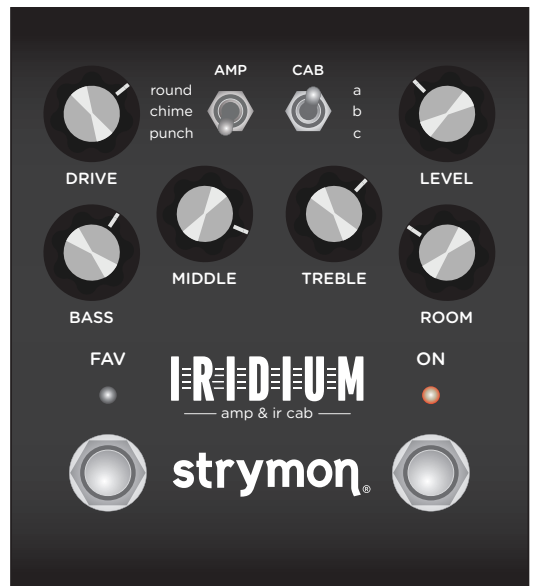 AMP CAB
round a
chime b
punch c
DRIVE LEVEL
MIDDLE TREBLE
BASS ROOM
FAV ON
IRIDIUM
amp & ir cab
strymon®